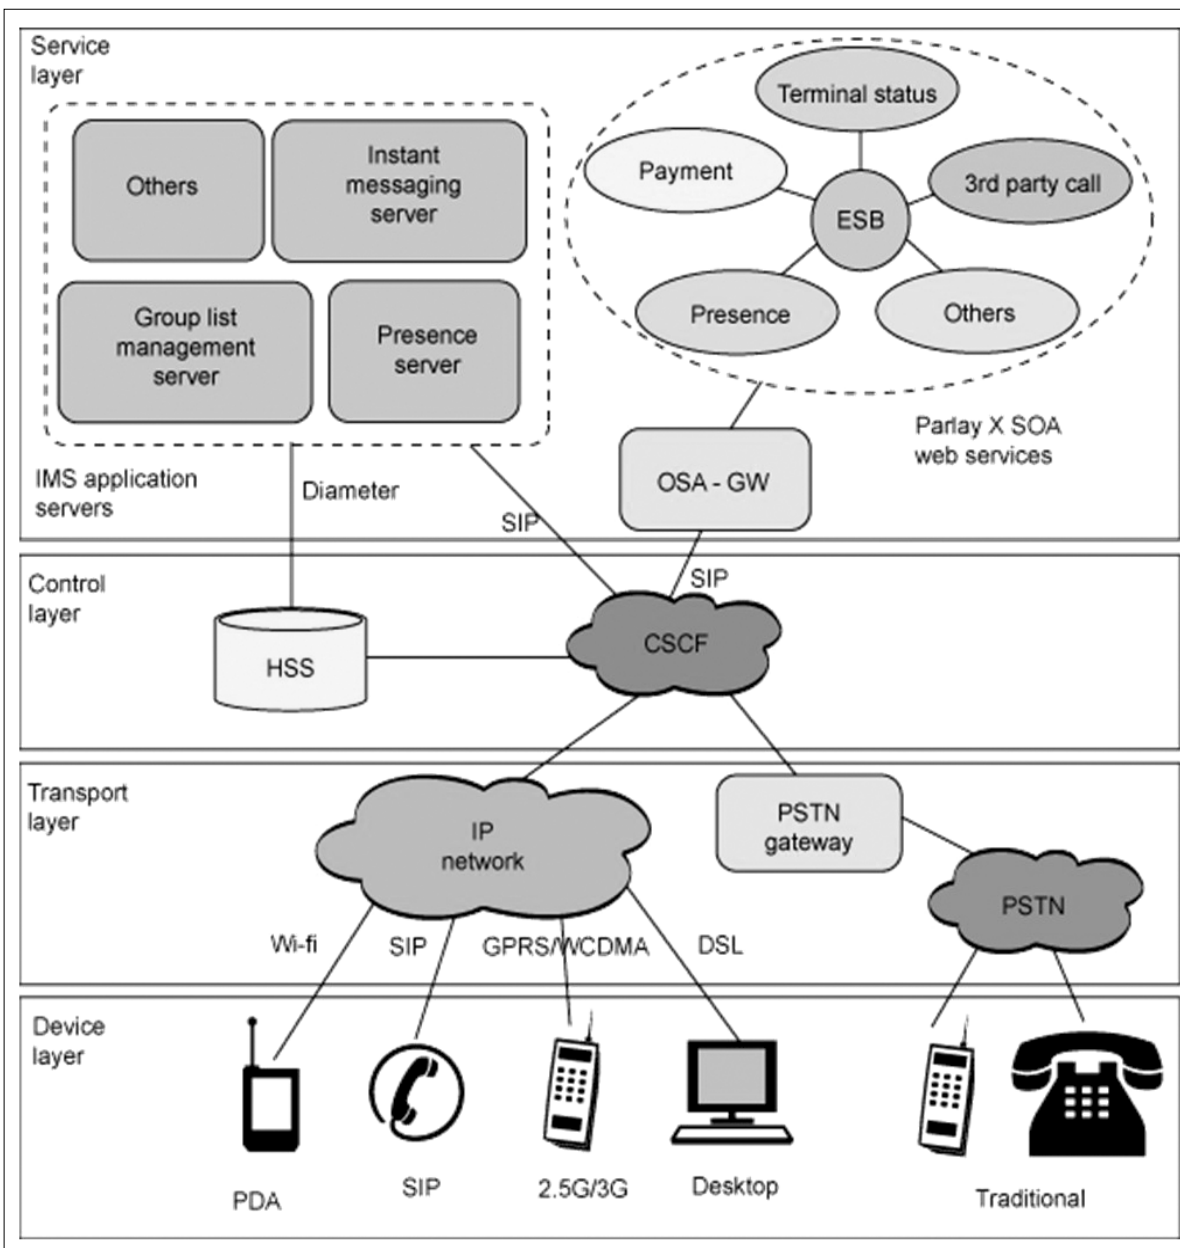 Service
layer
Others
Instant
messaging
server
Group list
management
server
Presence
server
IMS application
servers
Terminal status
Payment
3rd party call
ESB
Presence
Others
Parlay X SOA
web services
OSA - GW
Diameter
SIP
SIP
Control
layer
HSS
CSCF
Transport
layer
IP
network
PSTN
gateway
PSTN
Wi-fi
SIP
GPRS/WCDMA
DSL
Device
layer
PDA
SIP
2.5G/3G
Desktop
Traditional